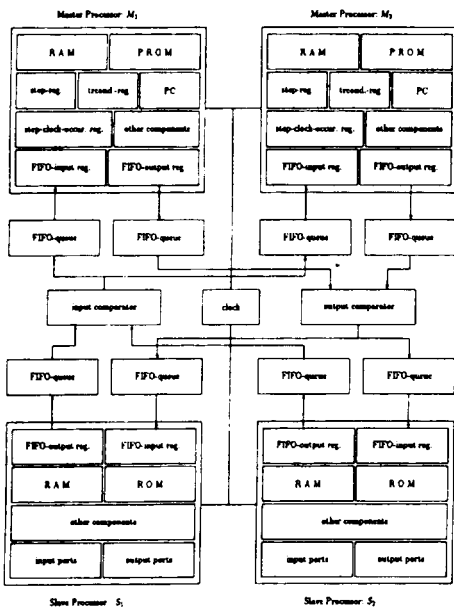 Master Processor: M₁ Master Processor: M₂
RAM PROM RAM PROM
step-reg. trcond.-reg PC step-reg. trcond.-reg PC
step-clock-occur. reg. other components step-clock-occur. reg. other components
FIFO-input reg. FIFO-output reg. FIFO-input reg. FIFO-output reg.
FIFO-queue FIFO-queue FIFO-queue FIFO-queue
input comparator clock output comparator
FIFO-queue FIFO-queue FIFO-queue FIFO-queue
FIFO-output reg. FIFO-input reg. FIFO-output reg. FIFO-input reg.
RAM ROM RAM ROM
other components other components
input ports output ports input ports output ports
Slave Processor S₁ Slave Processor: S₂